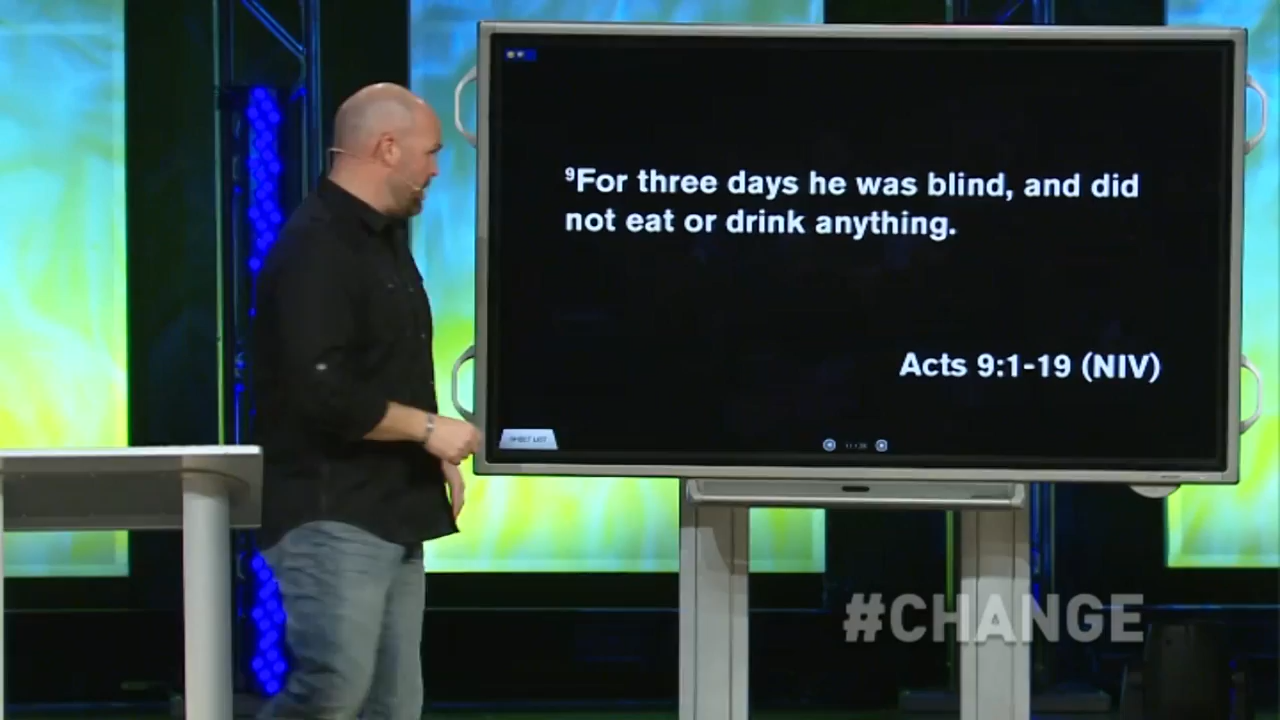 ⁹For three days he was blind, and did
not eat or drink anything.
Acts 9:1-19 (NIV)
#CHANGE